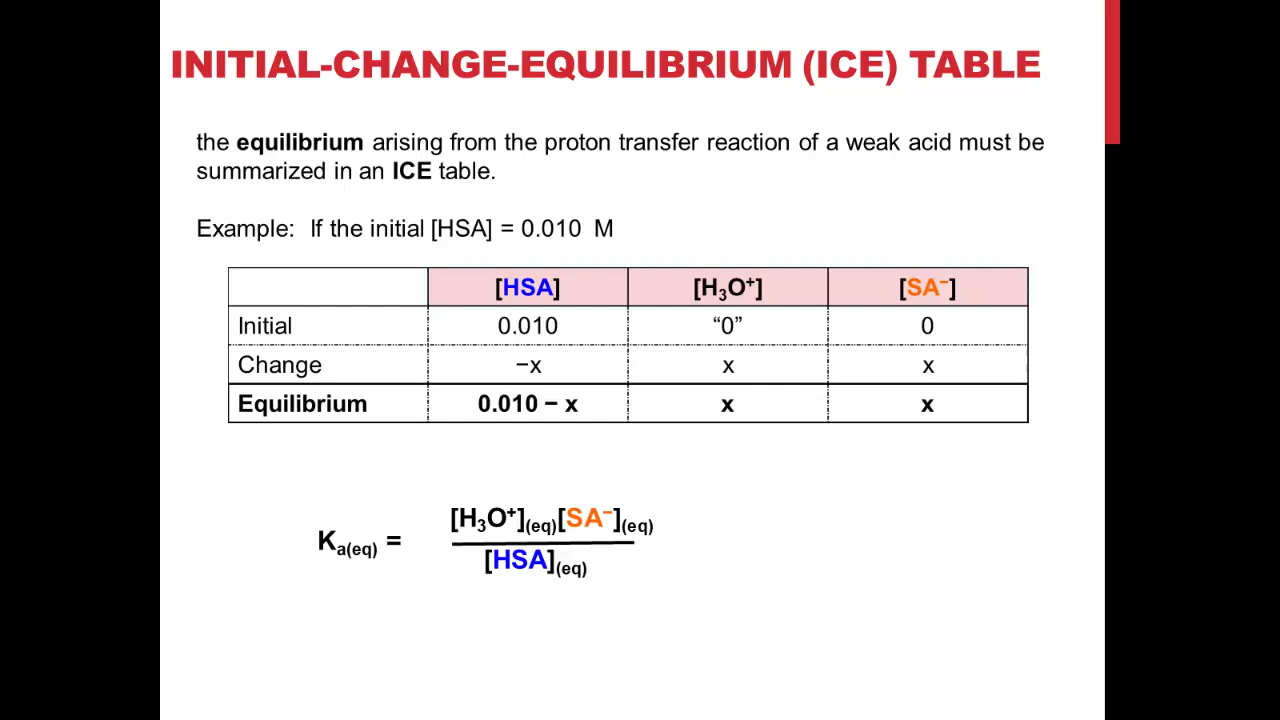 INITIAL-CHANGE-EQUILIBRIUM (ICE) TABLE
the equilibrium arising from the proton transfer reaction of a weak acid must be
summarized in an ICE table.
Example: If the initial [HSA] = 0.010 M
[HSA] [H₃O⁺] [SA⁻]
Initial 0.010 “0” 0
Change −x x x
Equilibrium 0.010 − x x x
[H₃O⁺](eq)[SA⁻](eq)
Ka(eq) =
[HSA](eq)